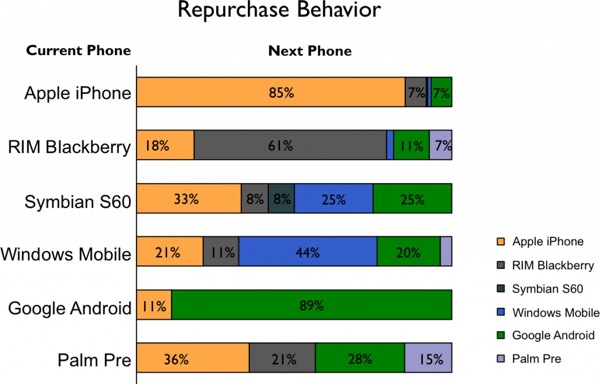 Repurchase Behavior
Current Phone Next Phone
Apple iPhone 85% 7% 7%
RIM Blackberry 18% 61% 11% 7%
Symbian S60 33% 8% 8% 25% 25%
Windows Mobile 21% 11% 44% 20%
Google Android 11% 89%
Palm Pre 36% 21% 28% 15%
Apple iPhone
RIM Blackberry
Symbian S60
Windows Mobile
Google Android
Palm Pre